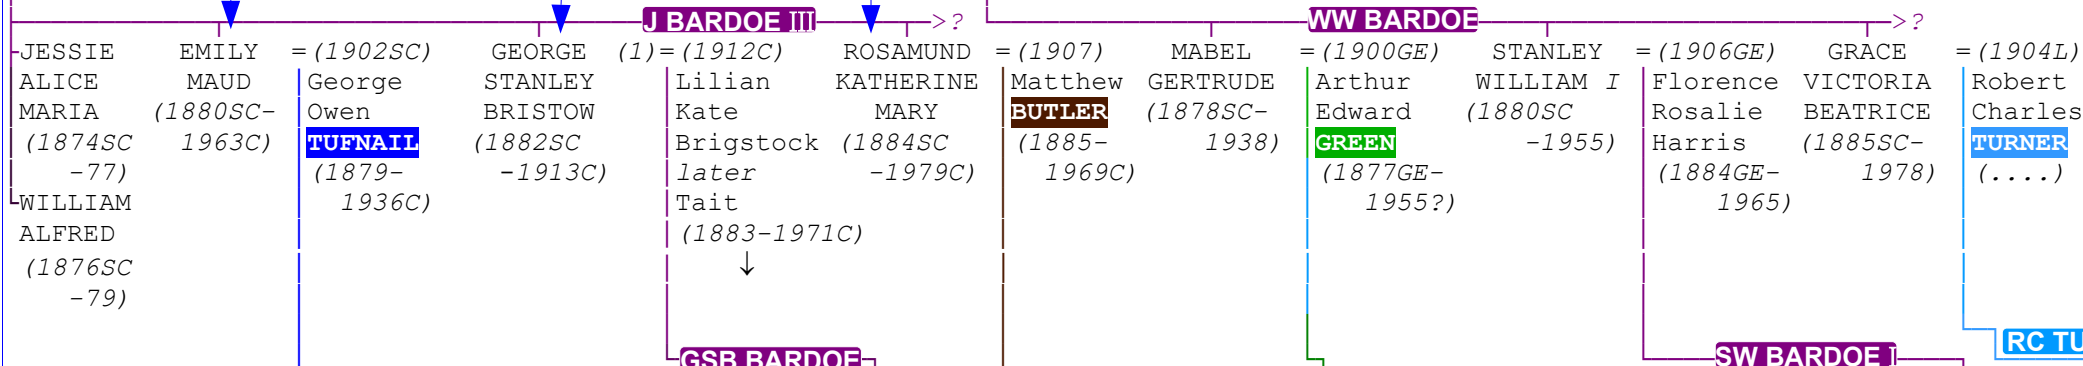 J BARDOE III >? WW BARDOE >?
JESSIE EMILY =(1902SC) GEORGE (1)=(1912C) ROSAMUND =(1907) MABEL =(1900GE) STANLEY =(1906GE) GRACE =(1904L)
ALICE MAUD George STANLEY Lilian KATHERINE Matthew GERTRUDE Arthur WILLIAM I Florence VICTORIA Robert
MARIA (1880SC- Owen BRISTOW Kate MARY BUTLER (1878SC- Edward (1880SC Rosalie BEATRICE Charles
(1874SC 1963C) TUFNAIL (1882SC Brigstock (1884SC (1885- 1938) GREEN -1955) Harris (1885SC- TURNER
-77) (1879- -1913C) later -1979C) 1969C) (1877GE- (1884GE- 1978) (....)
WILLIAM 1936C) Tait 1955?) 1965)
ALFRED (1883-1971C)
(1876SC ↓
-79)
RC TU
GSB BARDOE SW BARDOE I